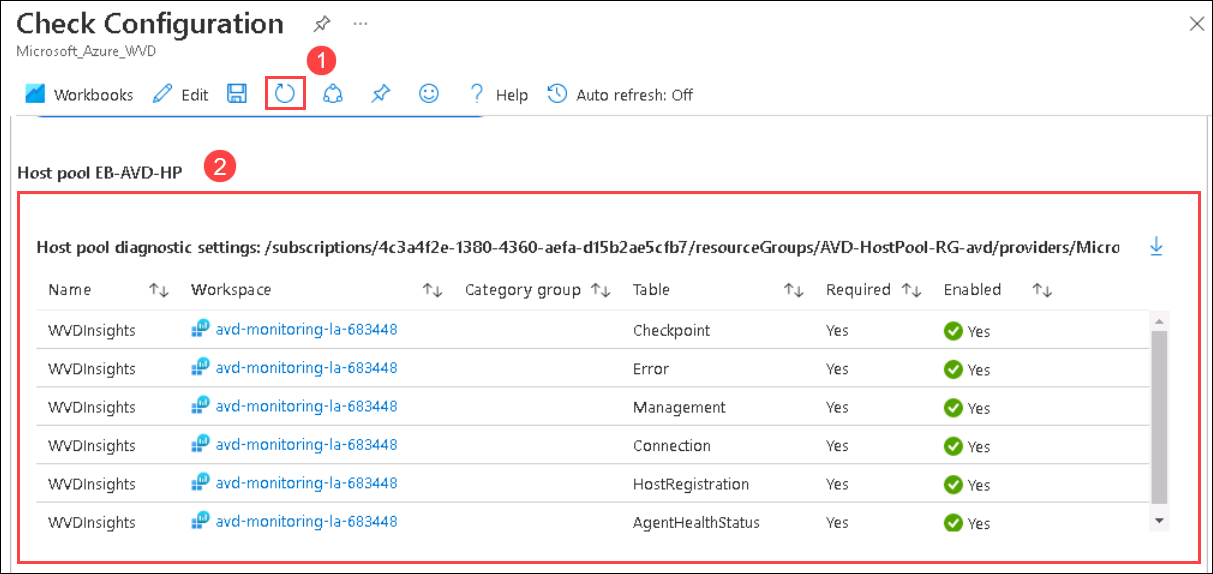 Check Configuration ...
Microsoft_Azure_WVD
1
Workbooks Edit Help Auto refresh: Off
Host pool EB-AVD-HP 2
Host pool diagnostic settings: /subscriptions/4c3a4f2e-1380-4360-aefa-d15b2ae5cfb7/resourceGroups/AVD-HostPool-RG-avd/providers/Micro
Name Workspace Category group Table Required Enabled
WVDInsights avd-monitoring-la-683448 Checkpoint Yes Yes
WVDInsights avd-monitoring-la-683448 Error Yes Yes
WVDInsights avd-monitoring-la-683448 Management Yes Yes
WVDInsights avd-monitoring-la-683448 Connection Yes Yes
WVDInsights avd-monitoring-la-683448 HostRegistration Yes Yes
WVDInsights avd-monitoring-la-683448 AgentHealthStatus Yes Yes